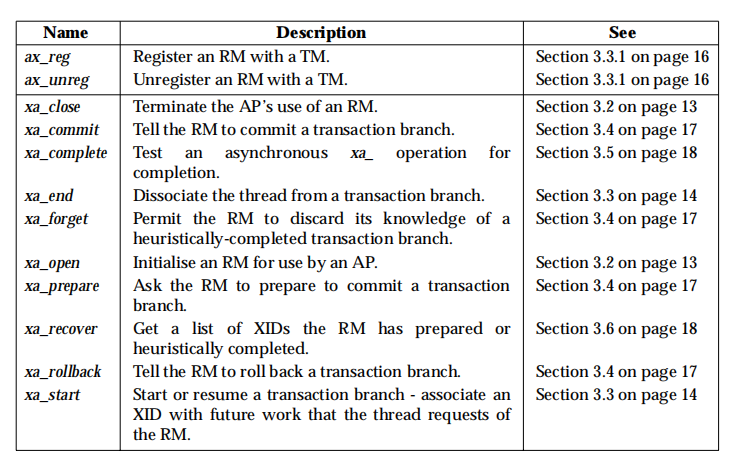 Name Description See
ax_reg Register an RM with a TM. Section 3.3.1 on page 16
ax_unreg Unregister an RM with a TM. Section 3.3.1 on page 16
xa_close Terminate the AP’s use of an RM. Section 3.2 on page 13
xa_commit Tell the RM to commit a transaction branch. Section 3.4 on page 17
xa_complete Test an asynchronous xa_ operation for Section 3.5 on page 18
completion.
xa_end Dissociate the thread from a transaction branch. Section 3.3 on page 14
xa_forget Permit the RM to discard its knowledge of a Section 3.4 on page 17
heuristically-completed transaction branch.
xa_open Initialise an RM for use by an AP. Section 3.2 on page 13
xa_prepare Ask the RM to prepare to commit a transaction Section 3.4 on page 17
branch.
xa_recover Get a list of XIDs the RM has prepared or Section 3.6 on page 18
heuristically completed.
xa_rollback Tell the RM to roll back a transaction branch. Section 3.4 on page 17
xa_start Start or resume a transaction branch - associate an Section 3.3 on page 14
XID with future work that the thread requests of
the RM.